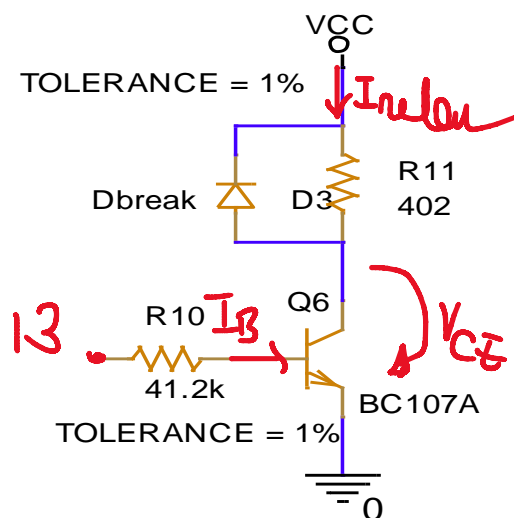 VCC
TOLERANCE = 1%
Irelay
R11
402
Dbreak
D3
13
R10
IB
Q6
VCE
41.2k
BC107A
TOLERANCE = 1%
0